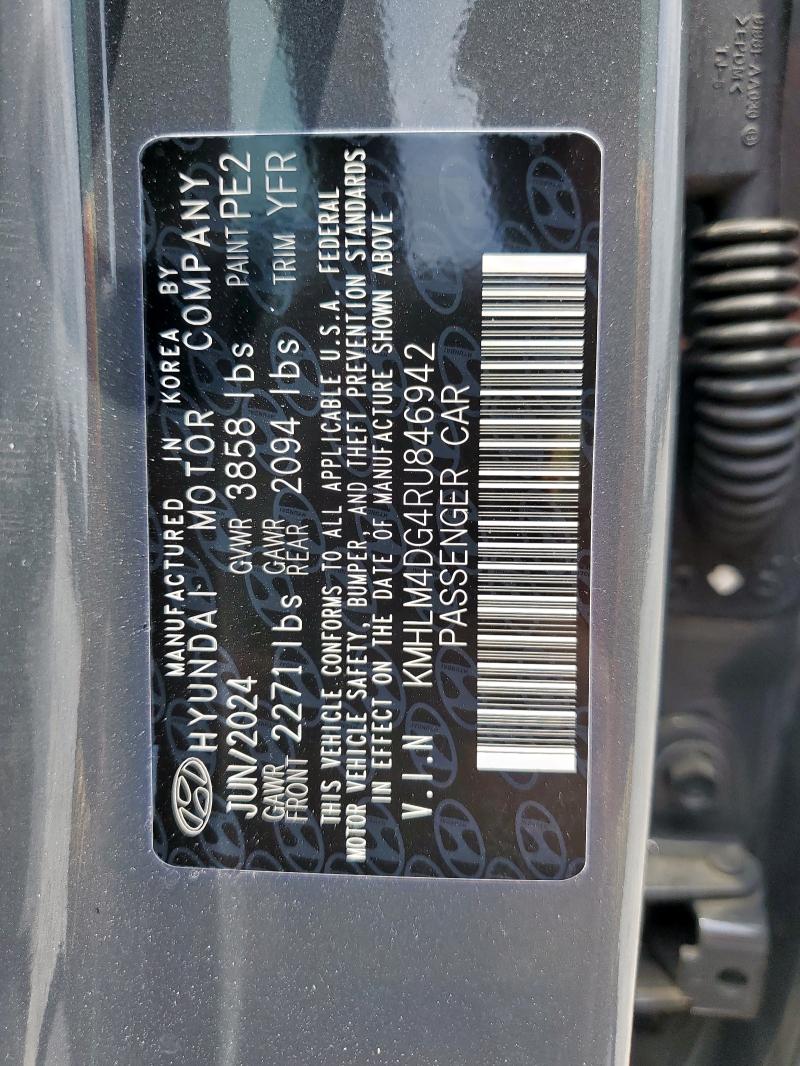 MANUFACTURED IN KOREA BY
HYUNDAI MOTOR COMPANY
JUN/2024 GVWR 3858 lbs PAINT PE2
GAWR FRONT 2271 lbs GAWR REAR 2094 lbs TRIM YFR
THIS VEHICLE CONFORMS TO ALL APPLICABLE U.S.A. FEDERAL
MOTOR VEHICLE SAFETY, BUMPER, AND THEFT PREVENTION STANDARDS
IN EFFECT ON THE DATE OF MANUFACTURE SHOWN ABOVE
V.I.N KMHLM4DG4RU846942
PASSENGER CAR
>EPDM<